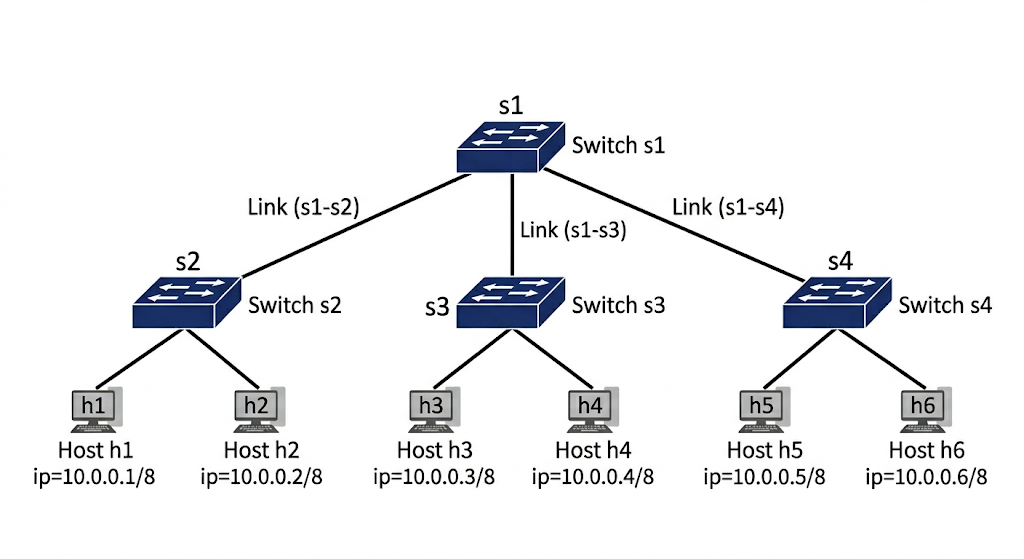 s1
Switch s1
Link (s1-s2)
Link (s1-s3)
Link (s1-s4)
s2
Switch s2
s3
Switch s3
s4
Switch s4
h1
h2
h3
h4
h5
h6
Host h1
ip=10.0.0.1/8
Host h2
ip=10.0.0.2/8
Host h3
ip=10.0.0.3/8
Host h4
ip=10.0.0.4/8
Host h5
ip=10.0.0.5/8
Host h6
ip=10.0.0.6/8